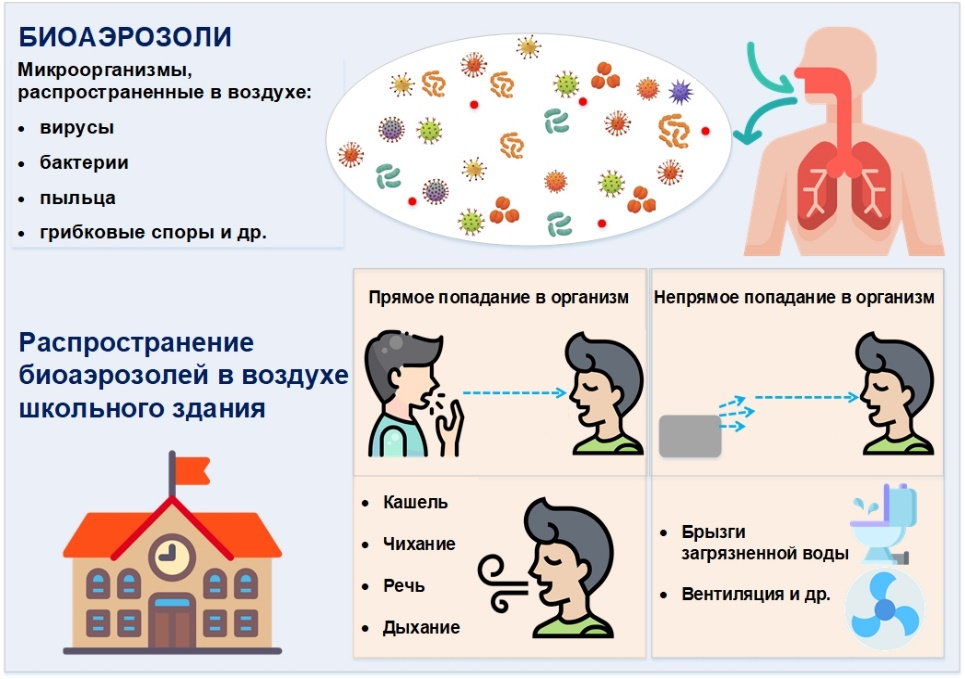 БИОАЭРОЗОЛИ
Микроорганизмы,
распространенные в воздухе:
• вирусы
• бактерии
• пыльца
• грибковые споры и др.
Распространение
биоаэрозолей в воздухе
школьного здания
Прямое попадание в организм
• Кашель
• Чихание
• Речь
• Дыхание
Непрямое попадание в организм
• Брызги
загрязненной воды
• Вентиляция и др.